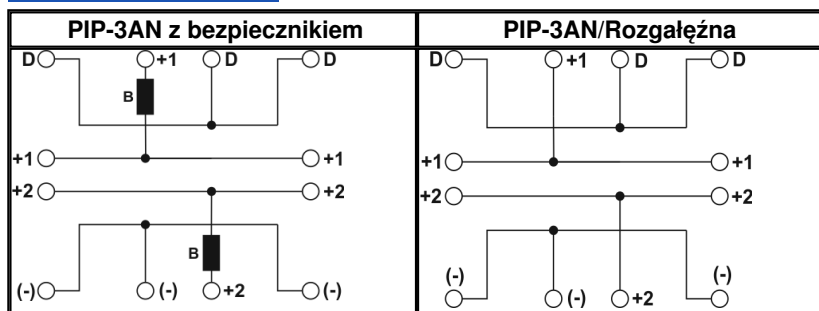 PIP-3AN z bezpiecznikiem PIP-3AN/Rozgałęźna
D +1 D D D +1 D D
B
+1 +1 +1 +1
+2 +2 +2 +2
B
(-) (-) +2 (-) (-) (-) +2 (-)